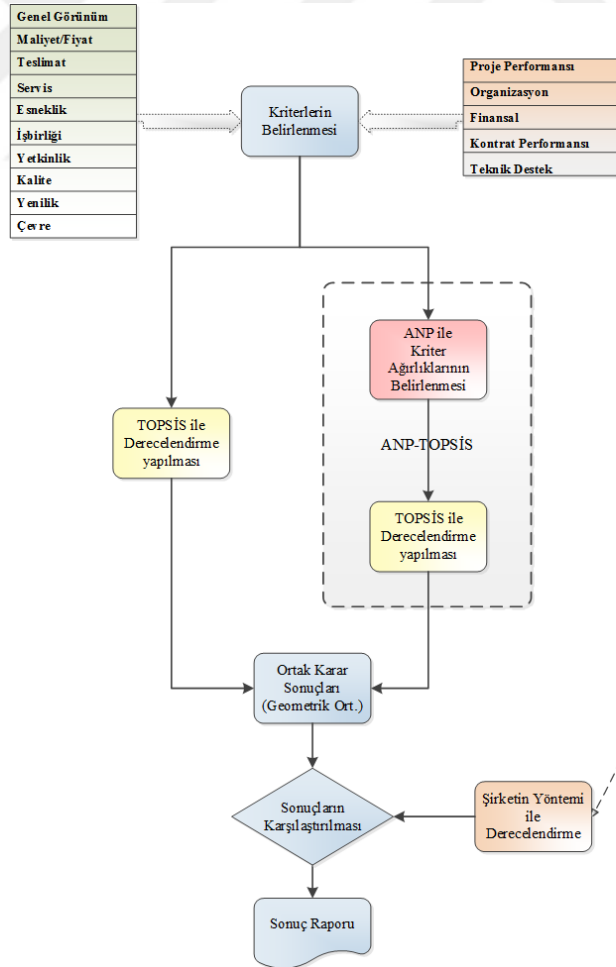 Genel Görünüm
Maliyet/Fiyat
Teslimat
Servis
Esneklik
İşbirliği
Yetkinlik
Kalite
Yenilik
Çevre
Kriterlerin
Belirlenmesi
Proje Performansı
Organizasyon
Finansal
Kontrat Performansı
Teknik Destek
ANP ile
Kriter
Ağırlıklarının
Belirlenmesi
TOPSİS ile
Derecelendirme
yapılması
ANP-TOPSİS
TOPSİS ile
Derecelendirme
yapılması
Ortak Karar
Sonuçları
(Geometrik Ort.)
Sonuçların
Karşılaştırılması
Şirketin Yöntemi
ile
Derecelendirme
Sonuç Raporu